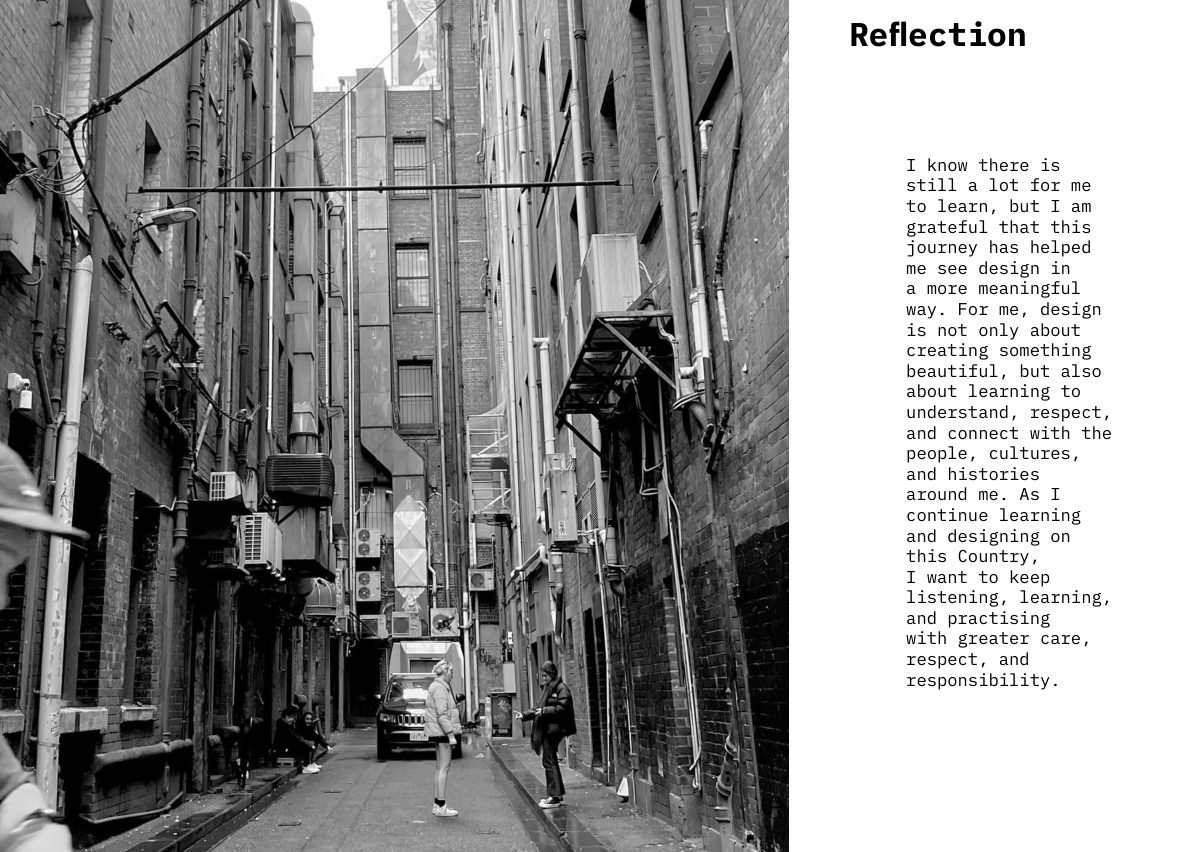 Reflection
I know there is
still a lot for me
to learn, but I am
grateful that this
journey has helped
me see design in
a more meaningful
way. For me, design
is not only about
creating something
beautiful, but also
about learning to
understand, respect,
and connect with the
people, cultures,
and histories
around me. As I
continue learning
and designing on
this Country,
I want to keep
listening, learning,
and practising
with greater care,
respect, and
responsibility.